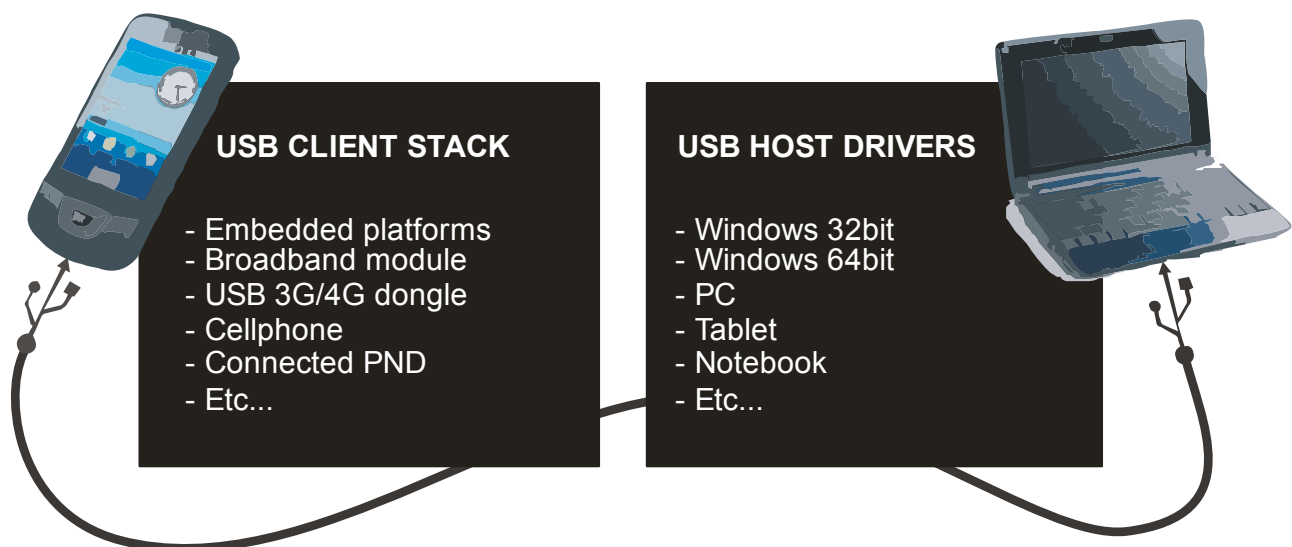 USB CLIENT STACK
- Embedded platforms
- Broadband module
- USB 3G/4G dongle
- Cellphone
- Connected PND
- Etc...
USB HOST DRIVERS
- Windows 32bit
- Windows 64bit
- PC
- Tablet
- Notebook
- Etc...